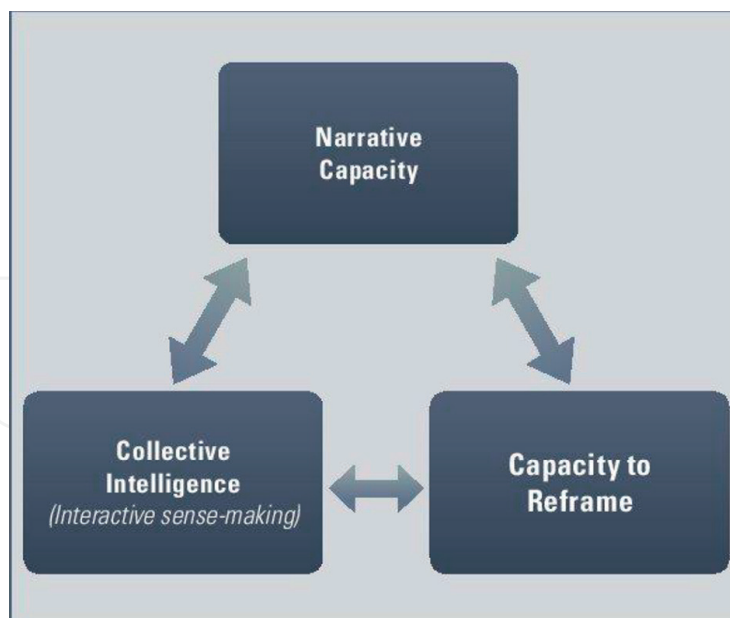 Narrative
Capacity
Collective
Intelligence
(Interactive sense-making)
Capacity to
Reframe